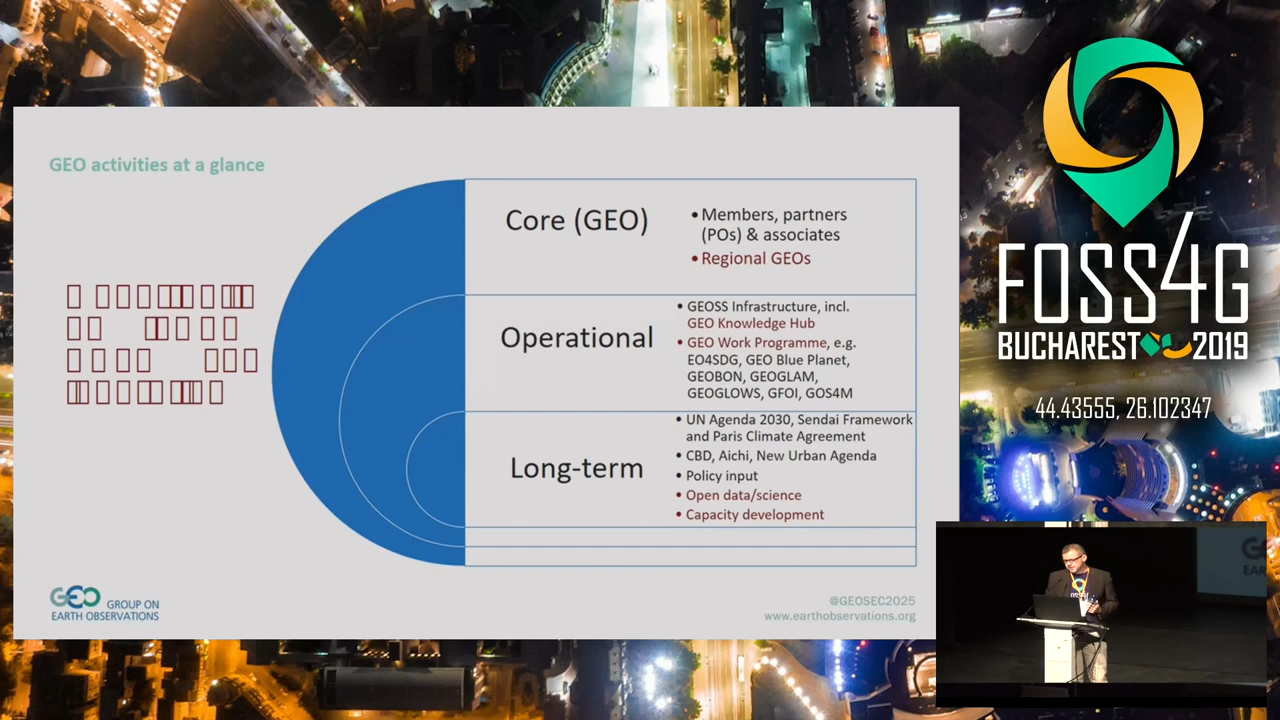 GEO activities at a glance
Core (GEO)
• Members, partners
(POs) & associates
• Regional GEOs
Operational
• GEOSS Infrastructure, incl.
GEO Knowledge Hub
• GEO Work Programme, e.g.
EO4SDG, GEO Blue Planet,
GEOBON, GEOGLAM,
GEOGLOWS, GFOI, GOS4M
Long-term
• UN Agenda 2030, Sendai Framework
and Paris Climate Agreement
• CBD, Aichi, New Urban Agenda
• Policy input
• Open data/science
• Capacity development
GEO GROUP ON
EARTH OBSERVATIONS
@GEOSEC2025
www.earthobservations.org
FOSS4G
BUCHAREST 2019
44.43555, 26.102347